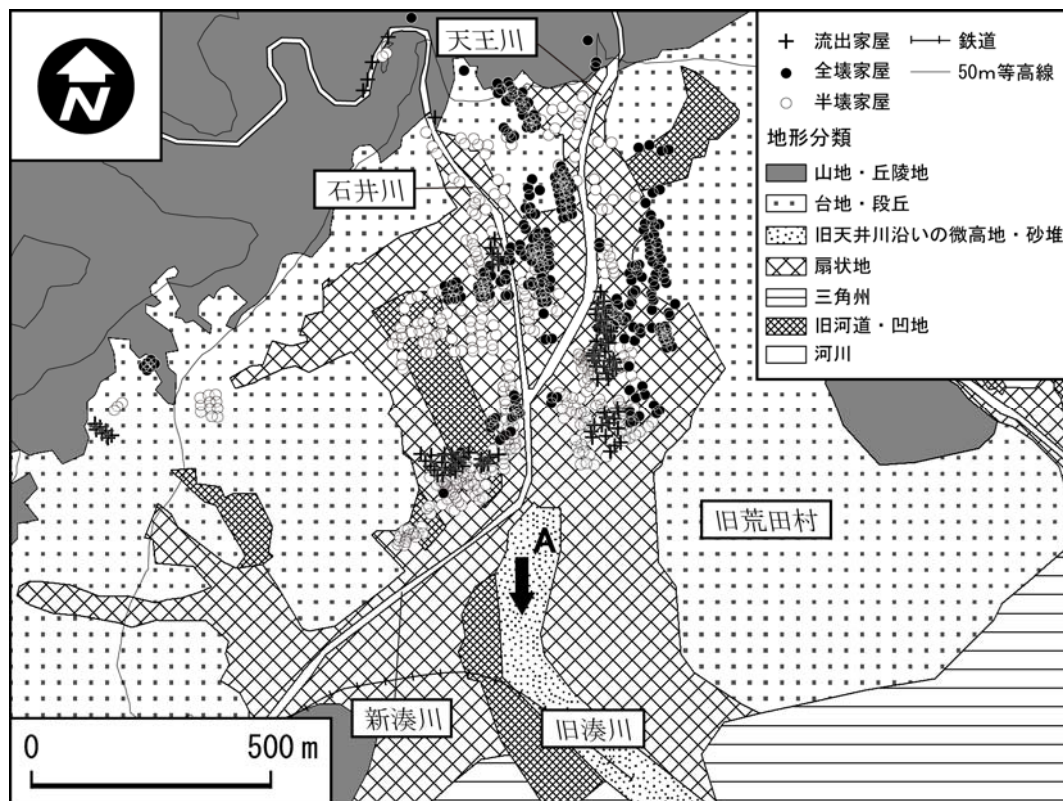 N
天王川
石井川
旧荒田村
A
新湊川
旧湊川
0 500m
流出家屋 鉄道
全壊家屋 50m等高線
半壊家屋
地形分類
山地・丘陵地
台地・段丘
旧天井川沿いの微高地・砂堆
扇状地
三角州
旧河道・凹地
河川